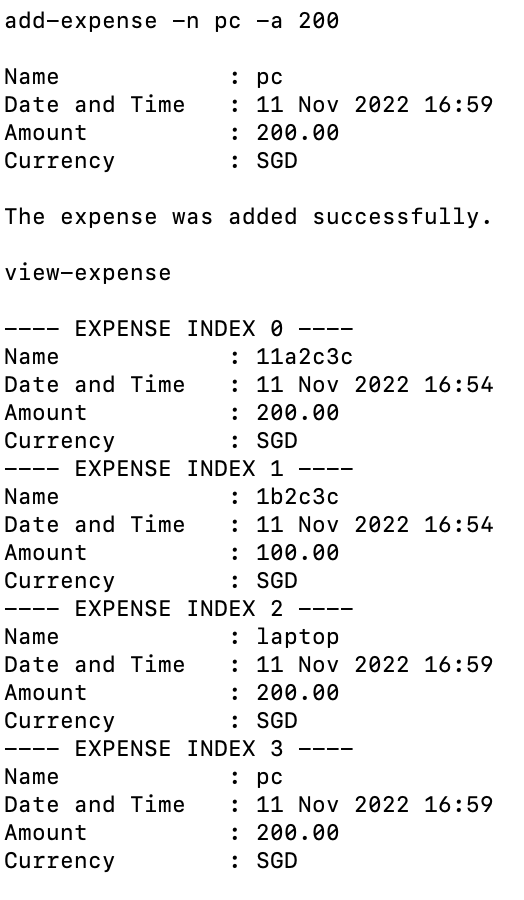 add-expense -n pc -a 200
Name : pc
Date and Time : 11 Nov 2022 16:59
Amount : 200.00
Currency : SGD
The expense was added successfully.
view-expense
---- EXPENSE INDEX 0 ----
Name : 11a2c3c
Date and Time : 11 Nov 2022 16:54
Amount : 200.00
Currency : SGD
---- EXPENSE INDEX 1 ----
Name : 1b2c3c
Date and Time : 11 Nov 2022 16:54
Amount : 100.00
Currency : SGD
---- EXPENSE INDEX 2 ----
Name : laptop
Date and Time : 11 Nov 2022 16:59
Amount : 200.00
Currency : SGD
---- EXPENSE INDEX 3 ----
Name : pc
Date and Time : 11 Nov 2022 16:59
Amount : 200.00
Currency : SGD